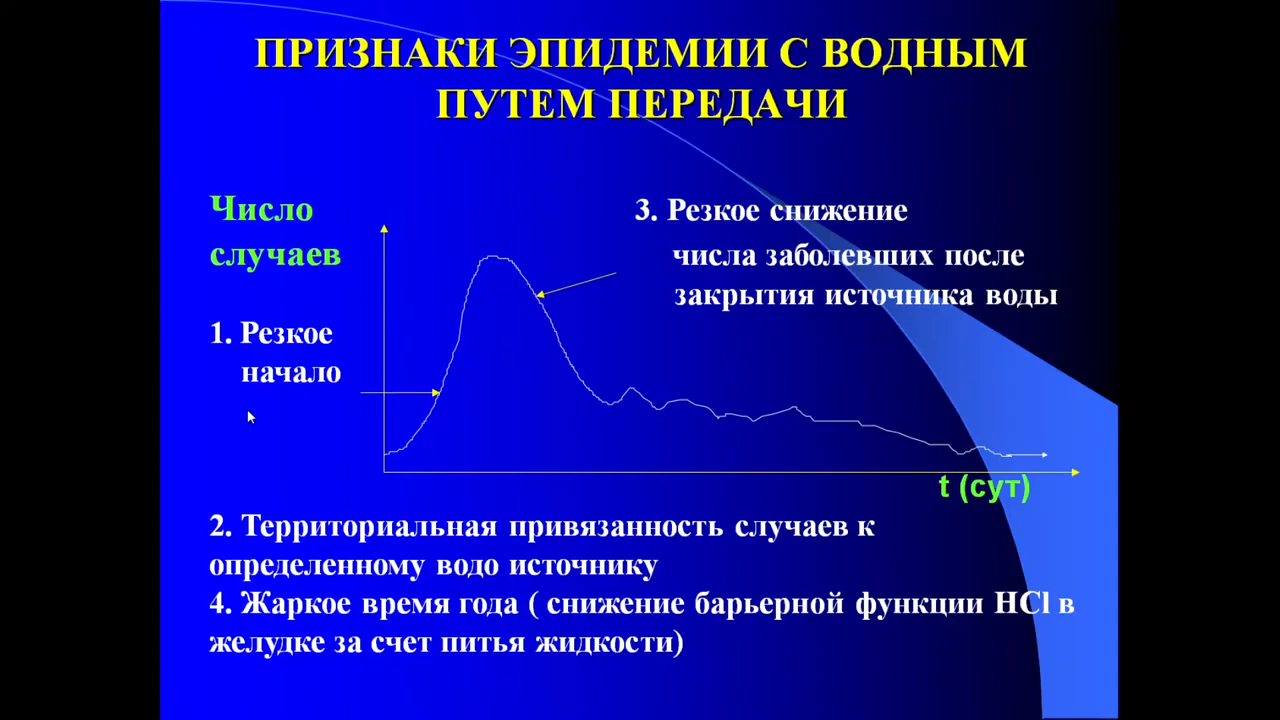 ПРИЗНАКИ ЭПИДЕМИИ С ВОДНЫМ
ПУТЕМ ПЕРЕДАЧИ
Число
случаев
3. Резкое снижение
числа заболевших после
закрытия источника воды
1. Резкое
начало
t (сут)
2. Территориальная привязанность случаев к
определенному водо источнику
4. Жаркое время года ( снижение барьерной функции HCl в
желудке за счет питья жидкости)